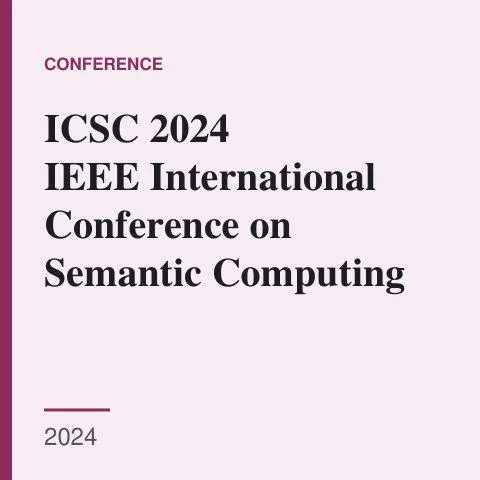 CONFERENCE
ICSC 2024
IEEE International
Conference on
Semantic Computing
2024